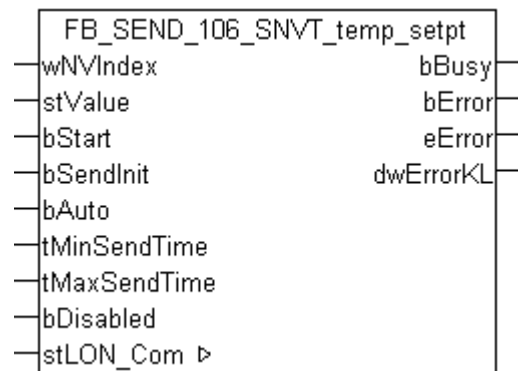 FB_SEND_106_SNVT_temp_setpt
wNVIndex bBusy
stValue bError
bStart eError
bSendInit dwErrorKL
bAuto
tMinSendTime
tMaxSendTime
bDisabled
stLON_Com ▷